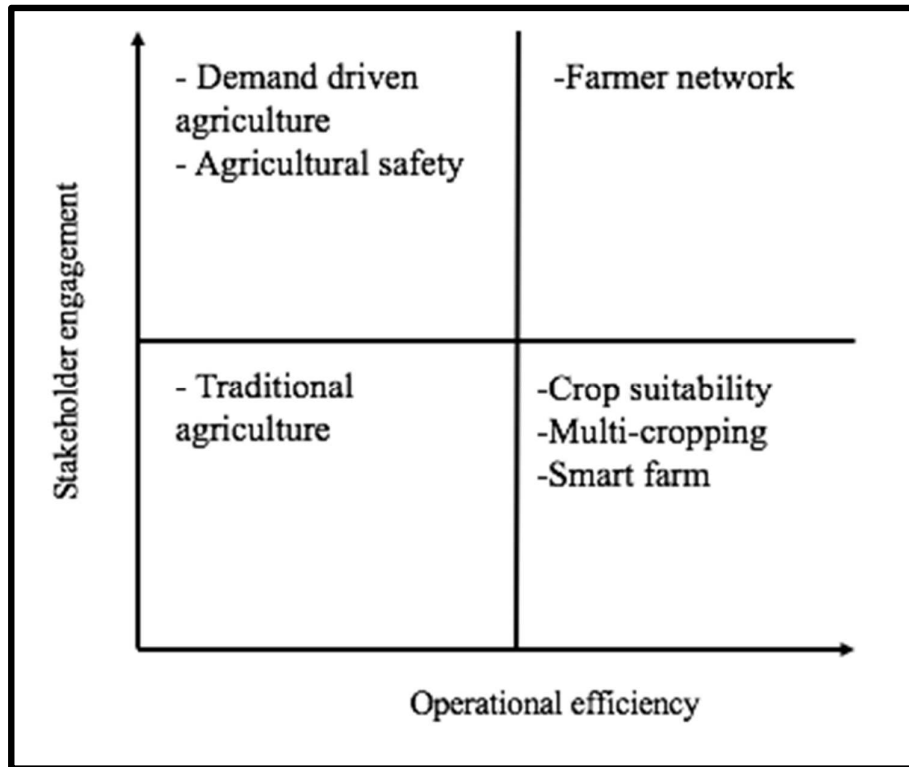 - Demand driven
agriculture
- Agricultural safety
-Farmer network
Stakeholder engagement
- Traditional
agriculture
-Crop suitability
-Multi-cropping
-Smart farm
Operational efficiency